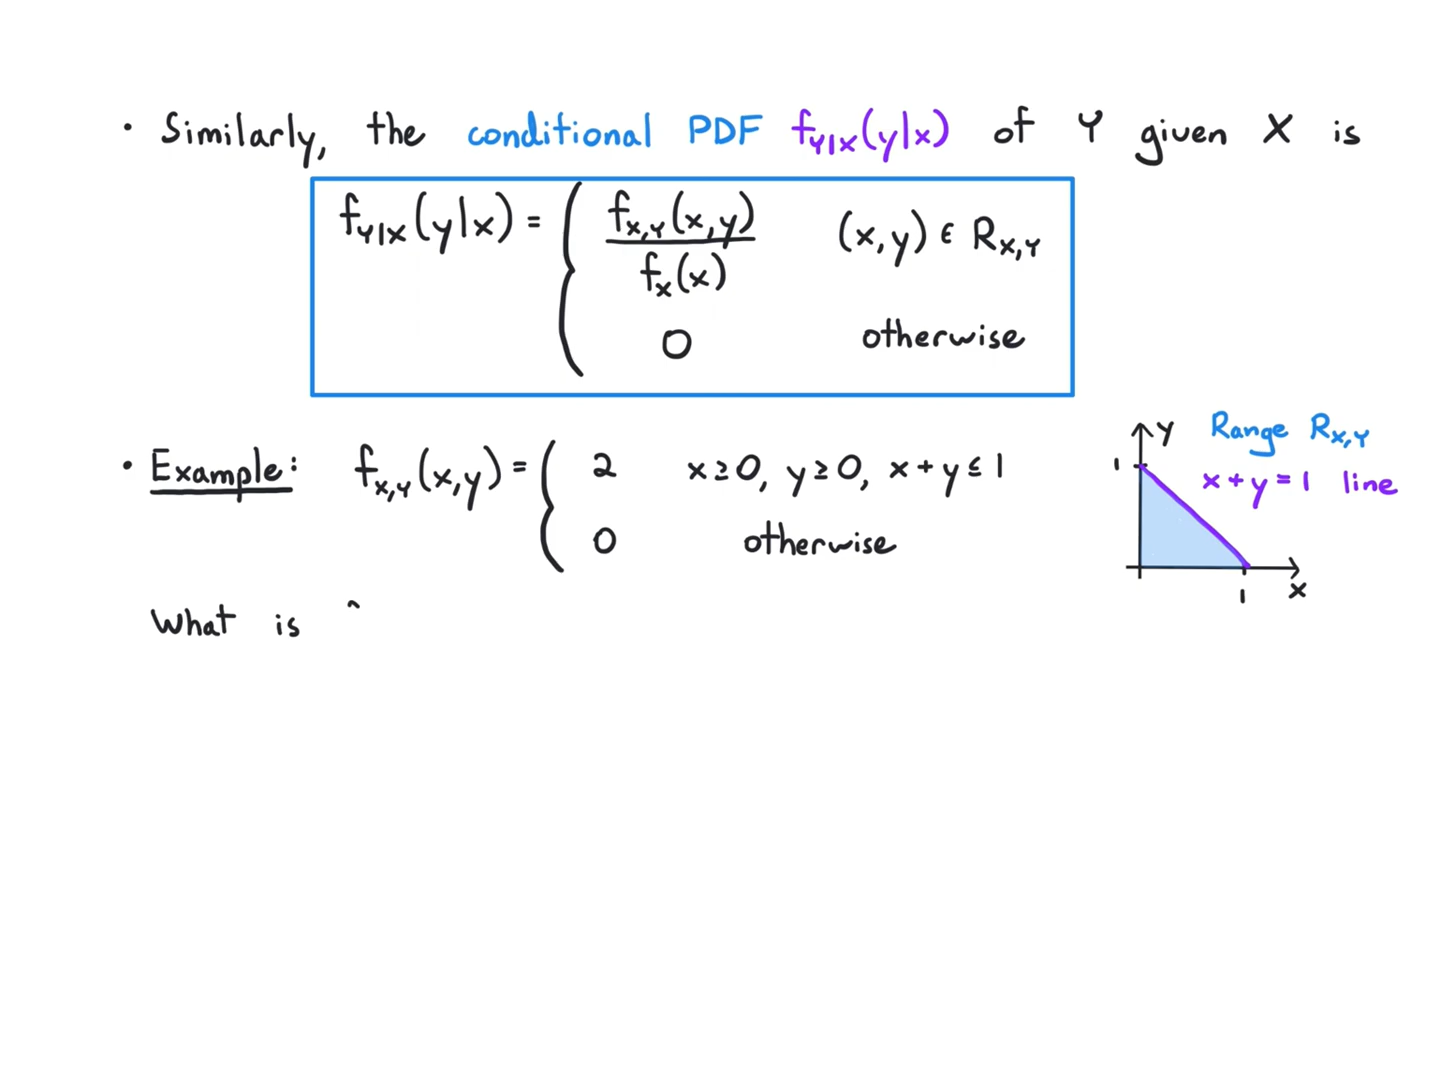 • Similarly, the conditional PDF f_{Y|X}(y|x) of Y given X is
f_{Y|X}(y|x) = { f_{X,Y}(x,y) / f_X(x)   (x,y) ∈ R_{X,Y}
0   otherwise
• Example: f_{X,Y}(x,y) = { 2   x≥0, y≥0, x+y≤1
0   otherwise
y Range R_{X,Y}
1 x+y=1 line
1 x
What is